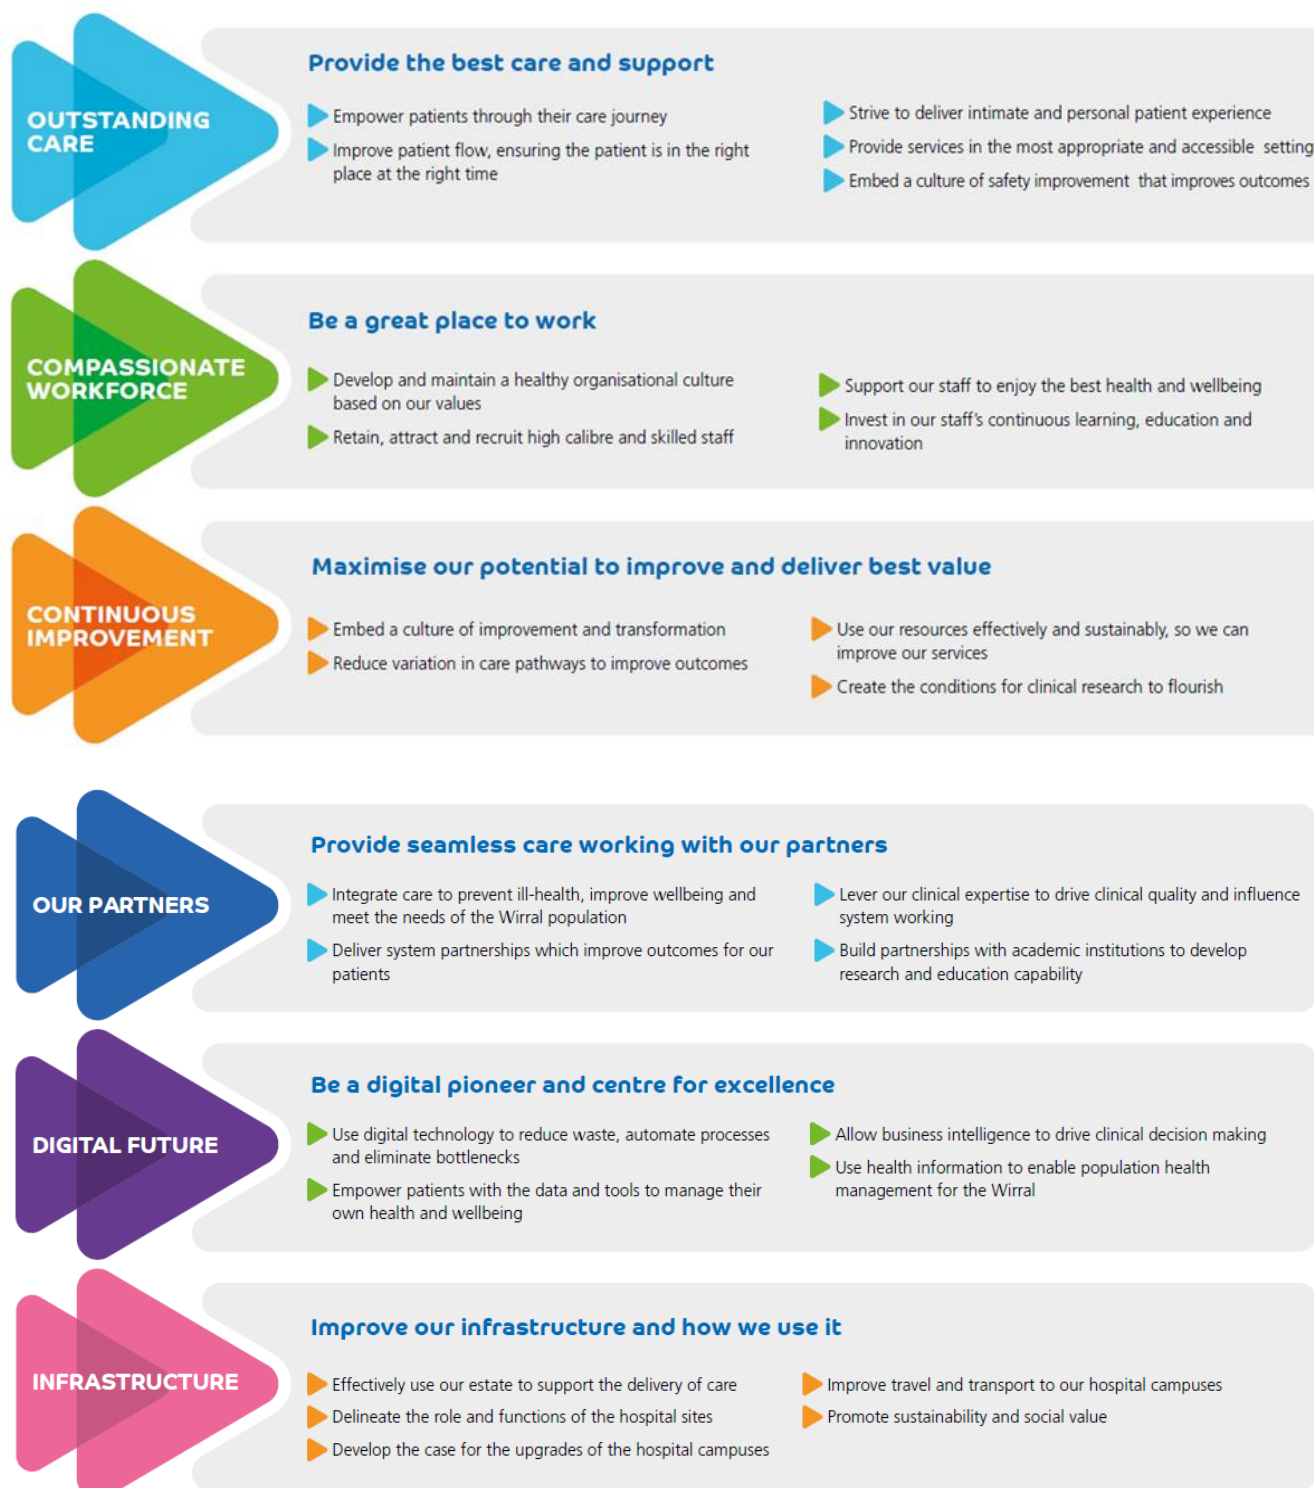 OUTSTANDING
CARE
Provide the best care and support
Empower patients through their care journey
Improve patient flow, ensuring the patient is in the right
place at the right time
Strive to deliver intimate and personal patient experience
Provide services in the most appropriate and accessible setting
Embed a culture of safety improvement that improves outcomes
COMPASSIONATE
WORKFORCE
Be a great place to work
Develop and maintain a healthy organisational culture
based on our values
Retain, attract and recruit high calibre and skilled staff
Support our staff to enjoy the best health and wellbeing
Invest in our staff's continuous learning, education and
innovation
CONTINUOUS
IMPROVEMENT
Maximise our potential to improve and deliver best value
Embed a culture of improvement and transformation
Reduce variation in care pathways to improve outcomes
Use our resources effectively and sustainably, so we can
improve our services
Create the conditions for clinical research to flourish
OUR PARTNERS
Provide seamless care working with our partners
Integrate care to prevent ill-health, improve wellbeing and
meet the needs of the Wirral population
Deliver system partnerships which improve outcomes for our
patients
Lever our clinical expertise to drive clinical quality and influence
system working
Build partnerships with academic institutions to develop
research and education capability
DIGITAL FUTURE
Be a digital pioneer and centre for excellence
Use digital technology to reduce waste, automate processes
and eliminate bottlenecks
Empower patients with the data and tools to manage their
own health and wellbeing
Allow business intelligence to drive clinical decision making
Use health information to enable population health
management for the Wirral
INFRASTRUCTURE
Improve our infrastructure and how we use it
Effectively use our estate to support the delivery of care
Delineate the role and functions of the hospital sites
Develop the case for the upgrades of the hospital campuses
Improve travel and transport to our hospital campuses
Promote sustainability and social value